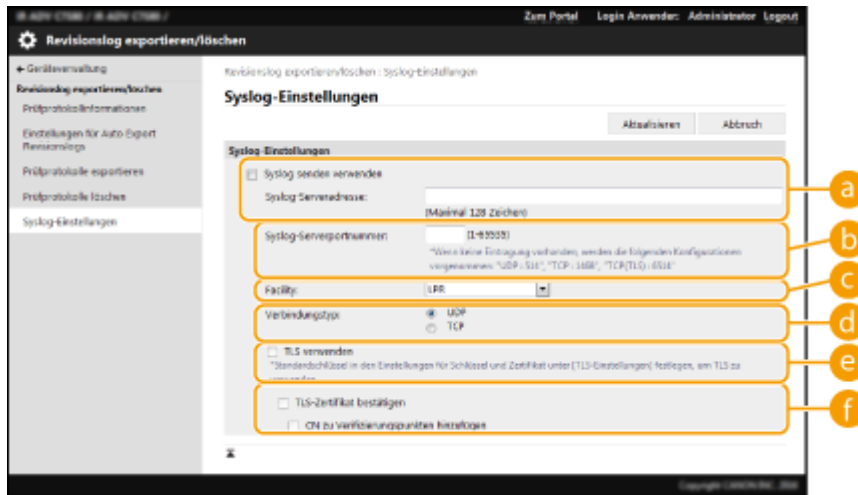 Zum Portal Login Anwender: Administrator Logout
Revisionslog exportieren/löschen
Geräteverwaltung
Revisionslog exportieren/löschen
Prüfprotokollinformationen
Einstellungen für Auto Export
Revisionslogs
Prüfprotokolle exportieren
Prüfprotokolle löschen
Syslog-Einstellungen
Revisionslog exportieren/löschen : Syslog-Einstellungen
Syslog-Einstellungen
Aktualisieren Abbruch
Syslog-Einstellungen
Syslog senden verwenden
Syslog-Serveradresse:
(Maximal 128 Zeichen)
a
Syslog-Serverportnummer: (1-65535)
*Wenn keine Eintragung vorhanden, werden die folgenden Konfigurationen
vorgenommen: "UDP : 514", "TCP : 1468", "TCP(TLS) : 6514"
b
Facility: LPR
c
Verbindungstyp: UDP
TCP
d
TLS verwenden
*Standardschlüssel in den Einstellungen für Schlüssel und Zertifikat unter [TLS-Einstellungen] festlegen, um TLS zu
e
TLS-Zertifikat bestätigen
CN zu Verifizierungspunkten hinzufügen
f
Copyright CANON INC.